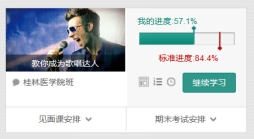 我的进度:57.1%
教你成为歌唱达人
标准进度:84.4%
桂林医学院班
继续学习
见面课安排
期末考试安排